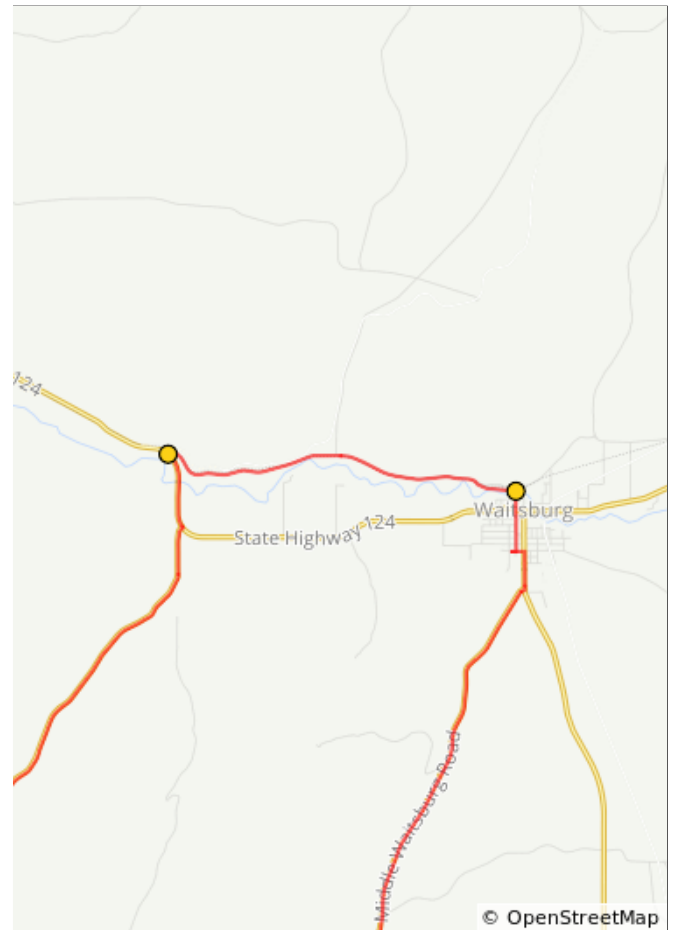 124
Waitsburg
State Highway 124
Middle Waitsburg Road
© OpenStreetMap